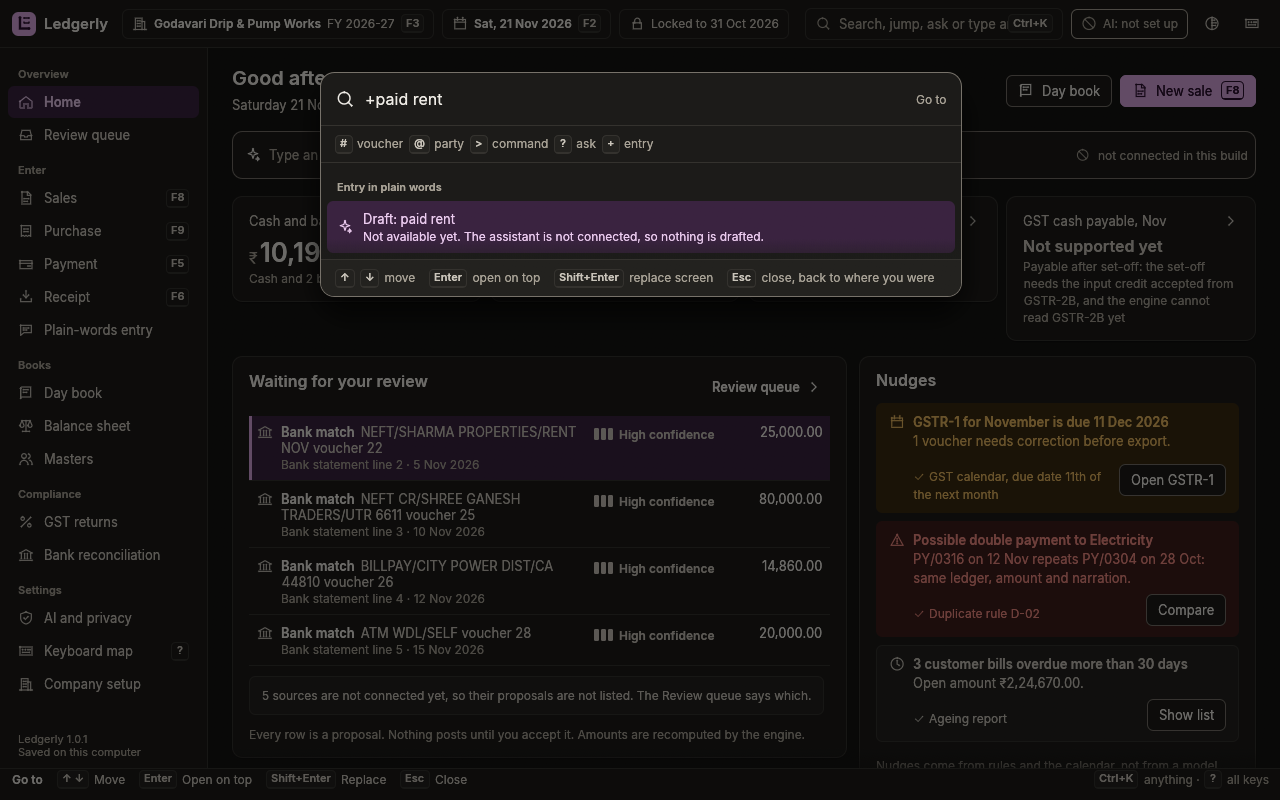 Ledgerly
Godavari Drip & Pump Works FY 2026-27 F3
Sat, 21 Nov 2026 F2
Locked to 31 Oct 2026
Search, jump, ask or type a Ctrl+K
AI: not set up
Overview
Home
Review queue
Enter
Sales F8
Purchase F9
Payment F5
Receipt F6
Plain-words entry
Books
Day book
Balance sheet
Masters
Compliance
GST returns
Bank reconciliation
Settings
AI and privacy
Keyboard map ?
Company setup
Ledgerly 1.0.1
Saved on this computer
Good afte
Saturday 21 No
Day book
New sale F8
Type an
not connected in this build
+paid rent
Go to
# voucher @ party > command ? ask + entry
Entry in plain words
Draft: paid rent
Not available yet. The assistant is not connected, so nothing is drafted.
↑ ↓ move Enter open on top Shift+Enter replace screen Esc close, back to where you were
Cash and b
₹10,19
Cash and 2 b
GST cash payable, Nov
Not supported yet
Payable after set-off: the set-off
needs the input credit accepted from
GSTR-2B, and the engine cannot
read GSTR-2B yet
Waiting for your review
Review queue
Bank match NEFT/SHARMA PROPERTIES/RENT
NOV voucher 22
Bank statement line 2 · 5 Nov 2026
High confidence
25,000.00
Bank match NEFT CR/SHREE GANESH
TRADERS/UTR 6611 voucher 25
Bank statement line 3 · 10 Nov 2026
High confidence
80,000.00
Bank match BILLPAY/CITY POWER DIST/CA
44810 voucher 26
Bank statement line 4 · 12 Nov 2026
High confidence
14,860.00
Bank match ATM WDL/SELF voucher 28
Bank statement line 5 · 15 Nov 2026
High confidence
20,000.00
5 sources are not connected yet, so their proposals are not listed. The Review queue says which.
Every row is a proposal. Nothing posts until you accept it. Amounts are recomputed by the engine.
Nudges
GSTR-1 for November is due 11 Dec 2026
1 voucher needs correction before export.
✓ GST calendar, due date 11th of
the next month
Open GSTR-1
Possible double payment to Electricity
PY/0316 on 12 Nov repeats PY/0304 on 28 Oct:
same ledger, amount and narration.
✓ Duplicate rule D-02
Compare
3 customer bills overdue more than 30 days
Open amount ₹2,24,670.00.
✓ Ageing report
Show list
Nudges come from rules and the calendar, not from a model.
Go to ↑ ↓ Move Enter Open on top Shift+Enter Replace Esc Close
Ctrl+K anything · ? all keys